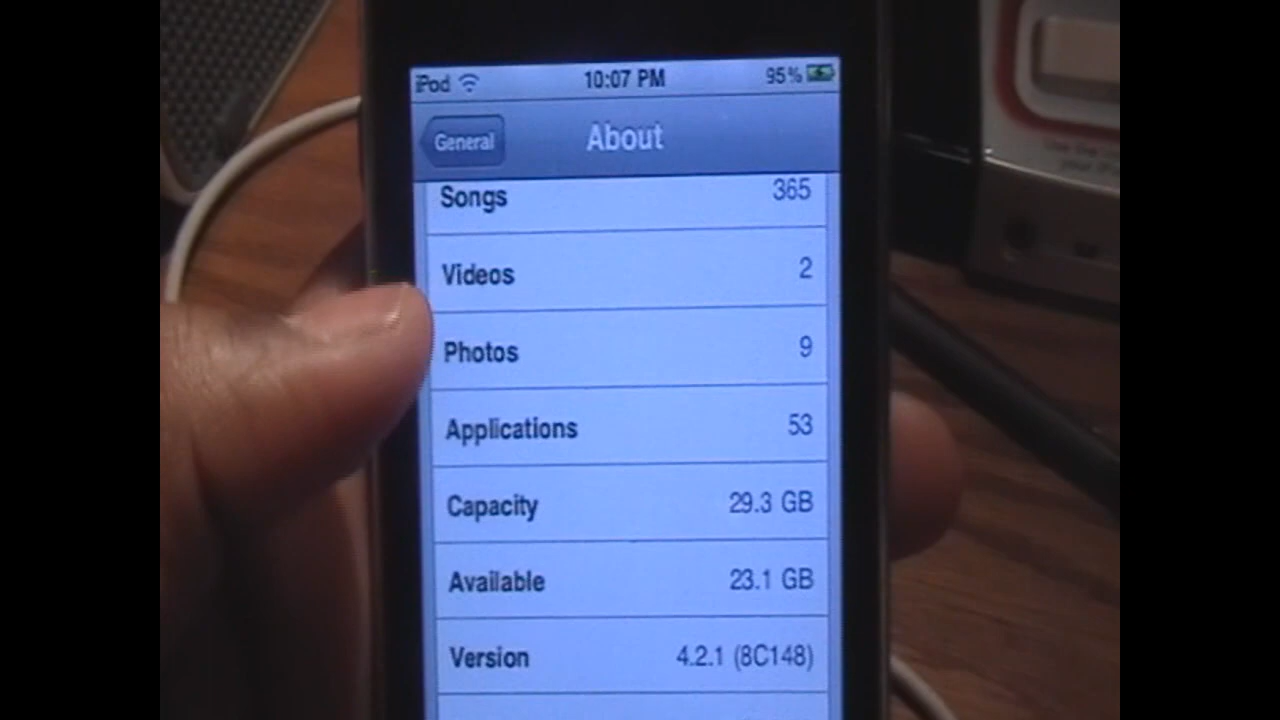 iPod 10:07 PM 95%
General About
Songs 365
Videos 2
Photos 9
Applications 53
Capacity 29.3 GB
Available 23.1 GB
Version 4.2.1 (8C148)